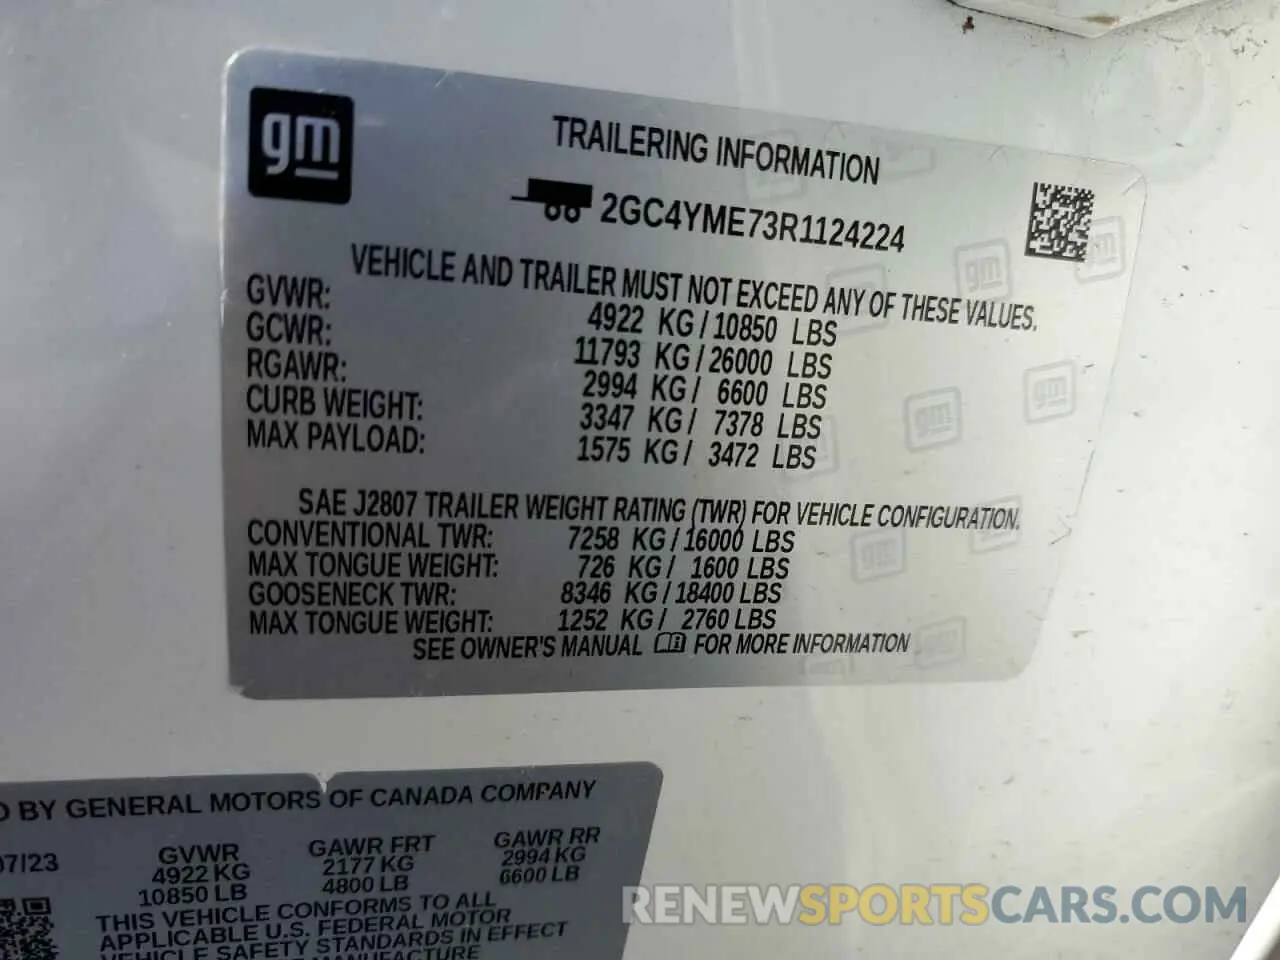 gm
TRAILERING INFORMATION
2GC4YME73R1124224
VEHICLE AND TRAILER MUST NOT EXCEED ANY OF THESE VALUES.
GVWR: 4922 KG/10850 LBS
GCWR: 11793 KG/26000 LBS
RGAWR: 2994 KG/ 6600 LBS
CURB WEIGHT: 3347 KG/ 7378 LBS
MAX PAYLOAD: 1575 KG/ 3472 LBS
SAE J2807 TRAILER WEIGHT RATING (TWR) FOR VEHICLE CONFIGURATION.
CONVENTIONAL TWR: 7258 KG/16000 LBS
MAX TONGUE WEIGHT: 726 KG/ 1600 LBS
GOOSENECK TWR: 8346 KG/18400 LBS
MAX TONGUE WEIGHT: 1252 KG/ 2760 LBS
SEE OWNER'S MANUAL FOR MORE INFORMATION
D BY GENERAL MOTORS OF CANADA COMPANY
07/23 GVWR GAWR FRT GAWR RR
4922 KG 2177 KG 2994 KG
10850 LB 4800 LB 6600 LB
THIS VEHICLE CONFORMS TO ALL
APPLICABLE U.S. FEDERAL MOTOR
VEHICLE SAFETY STANDARDS IN EFFECT
MANUFACTURE
RENEWSPORTSCARS.COM